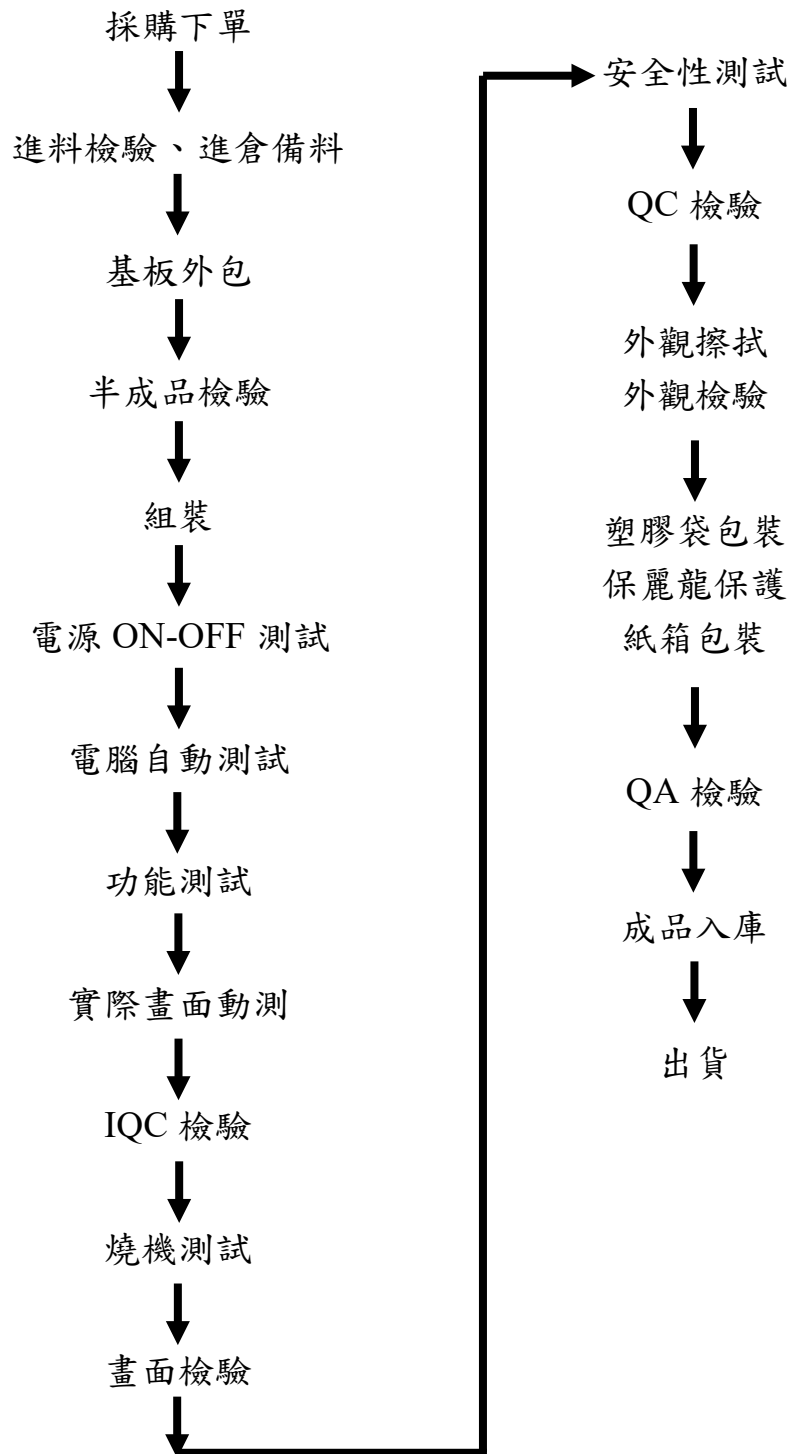 採購下單
進料檢驗、進倉備料
基板外包
半成品檢驗
組裝
電源 ON-OFF 測試
電腦自動測試
功能測試
實際畫面動測
IQC 檢驗
燒機測試
畫面檢驗
安全性測試
QC 檢驗
外觀擦拭
外觀檢驗
塑膠袋包裝
保麗龍保護
紙箱包裝
QA 檢驗
成品入庫
出貨